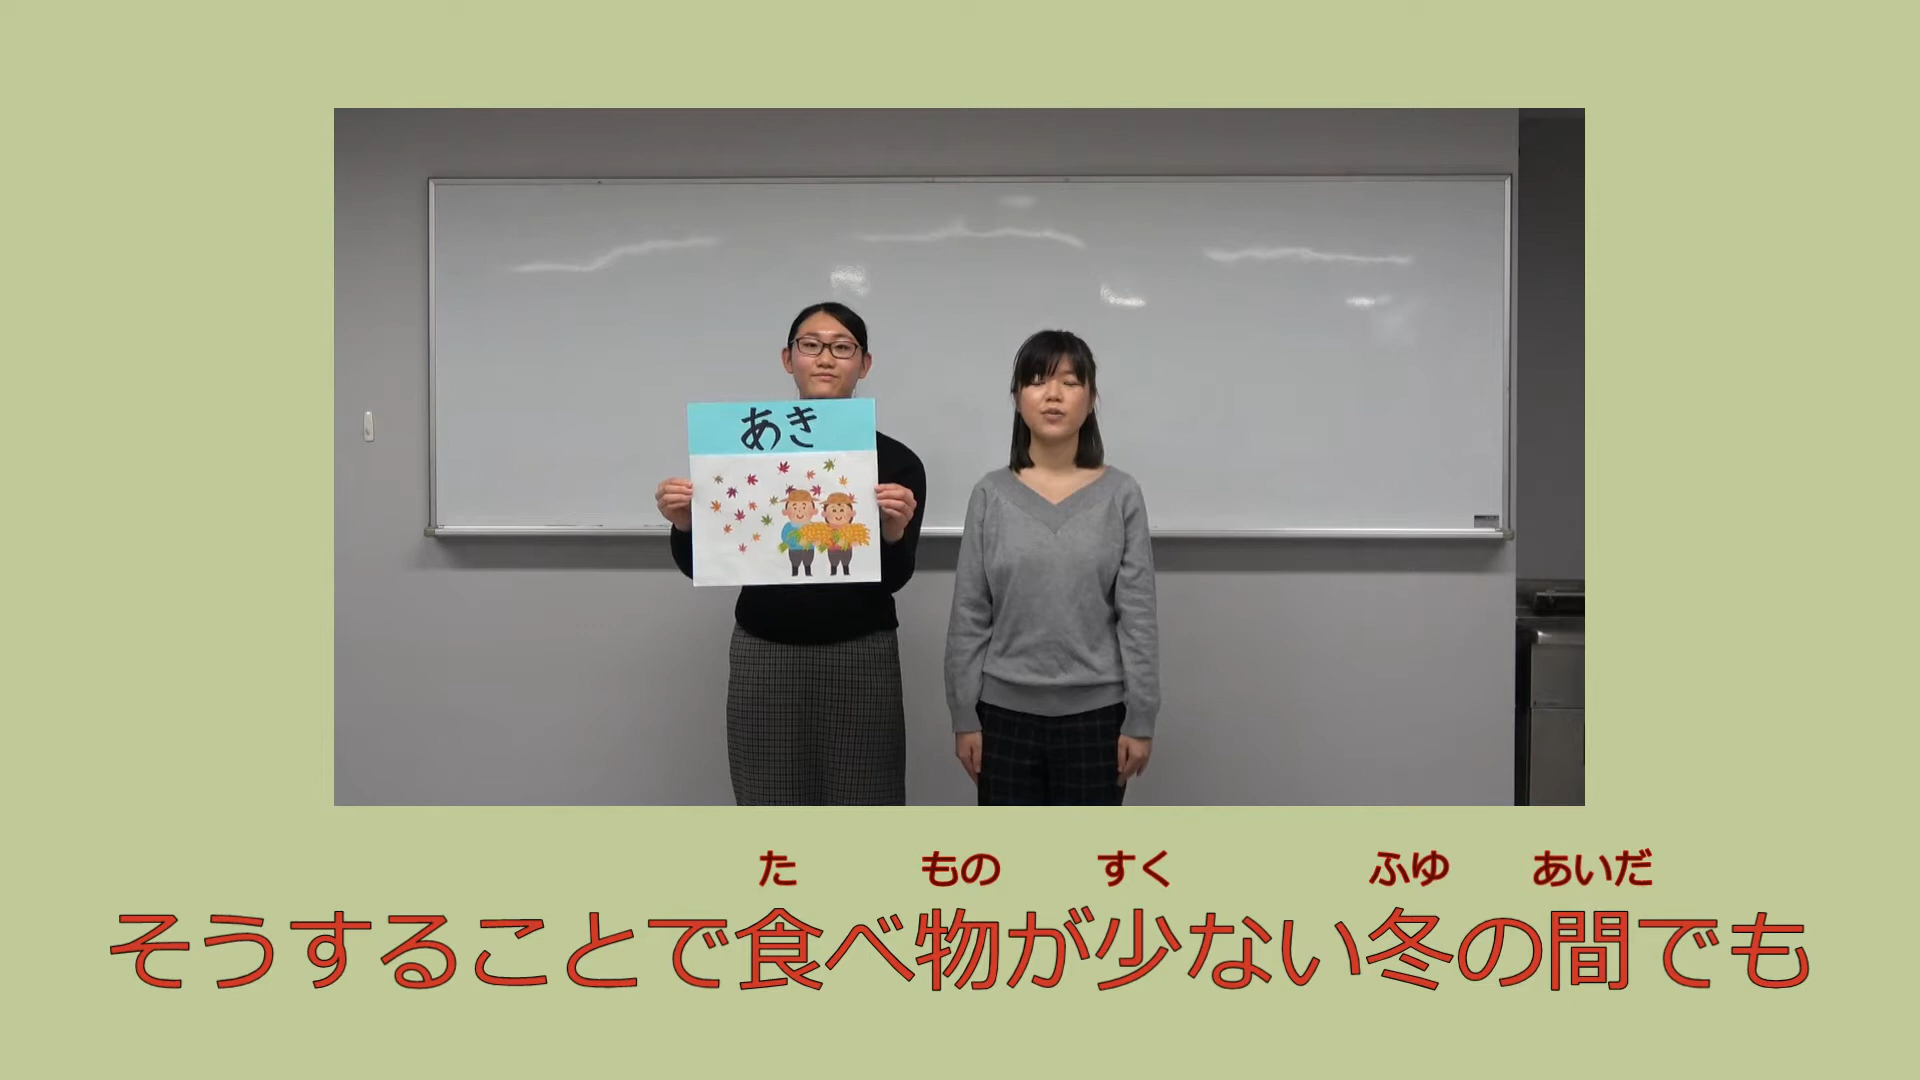 あき
た もの すく ふゆ あいだ
そうすることで食べ物が少ない冬の間でも